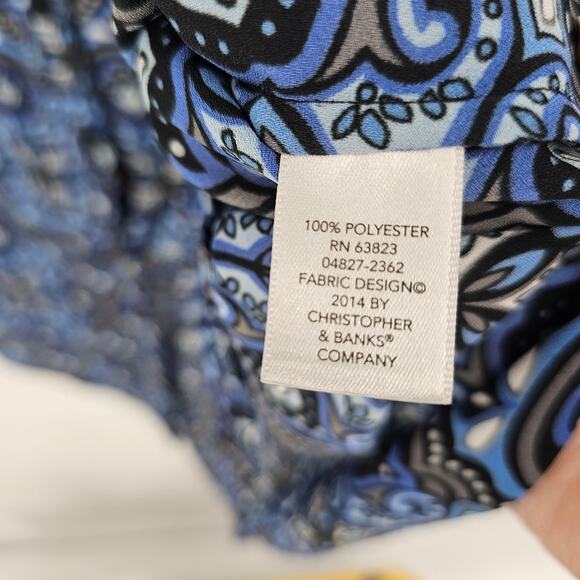 100% POLYESTER
RN 63823
04827-2362
FABRIC DESIGN©
2014 BY
CHRISTOPHER
& BANKS®
COMPANY